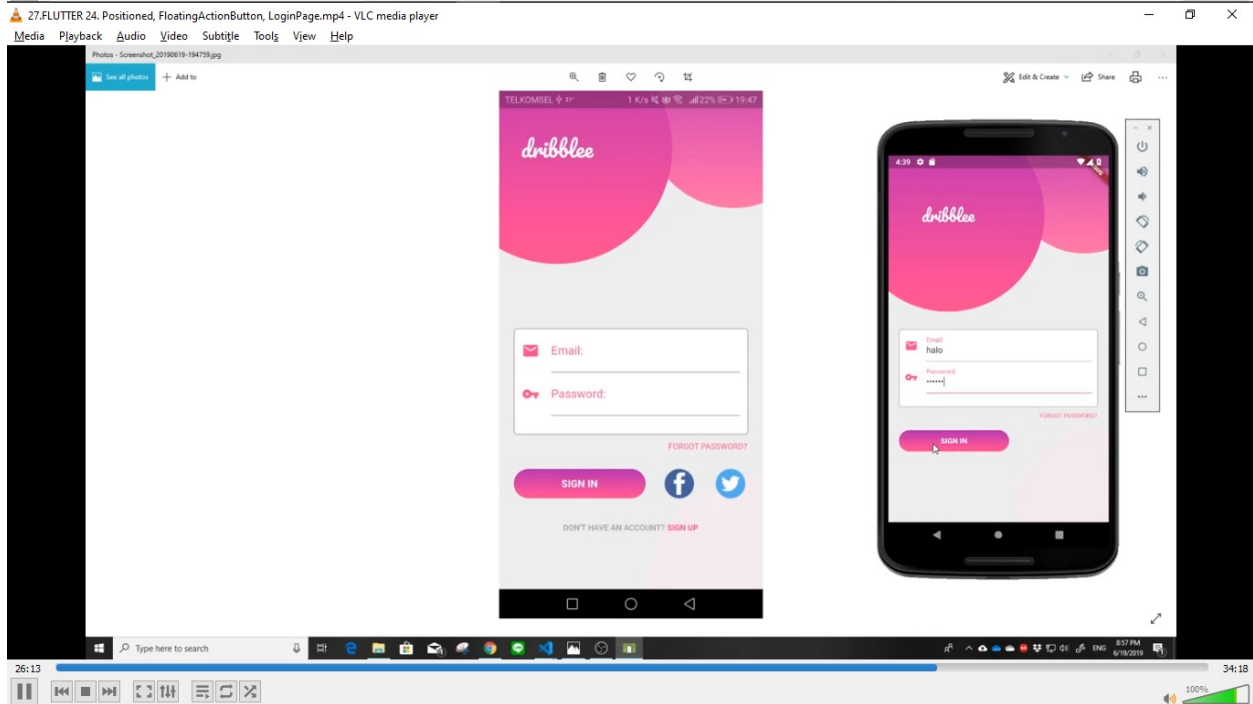 27.FLUTTER 24. Positioned, FloatingActionButton, LoginPage.mp4 - VLC media player
Media Playback Audio Video Subtitle Tools View Help
Photos - Screenshot_20190619-194759.jpg
See all photos + Add to
Edit & Create Share
TELKOMSEL 1 K/s 22% 19:47
dribblee
Email:
Password:
FORGOT PASSWORD?
SIGN IN
DON'T HAVE AN ACCOUNT? SIGN UP
4:39
dribblee
Email
halo
Password
FORGOT PASSWORD?
SIGN IN
Type here to search
ENG
8:57 PM
6/19/2019
26:13
34:18
100%